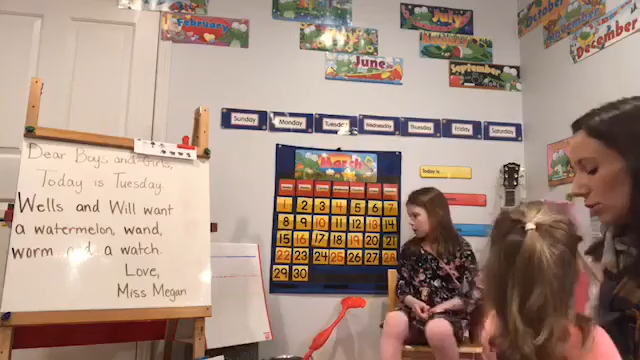 February
July
June
September
October
November
December
Sunday
Monday
Tuesday
Wednesday
Thursday
Friday
Saturday
Dear Boys and Girls,
Today is Tuesday.
Wells and Will want
a watermelon, wand,
worm and a watch.
Love,
Miss Megan
March
1 2 3 4 5 6 7
8 9 10 11 12 13 14
15 16 17 18 19 20 21
22 23 24 25 26 27 28
29 30
Today is...